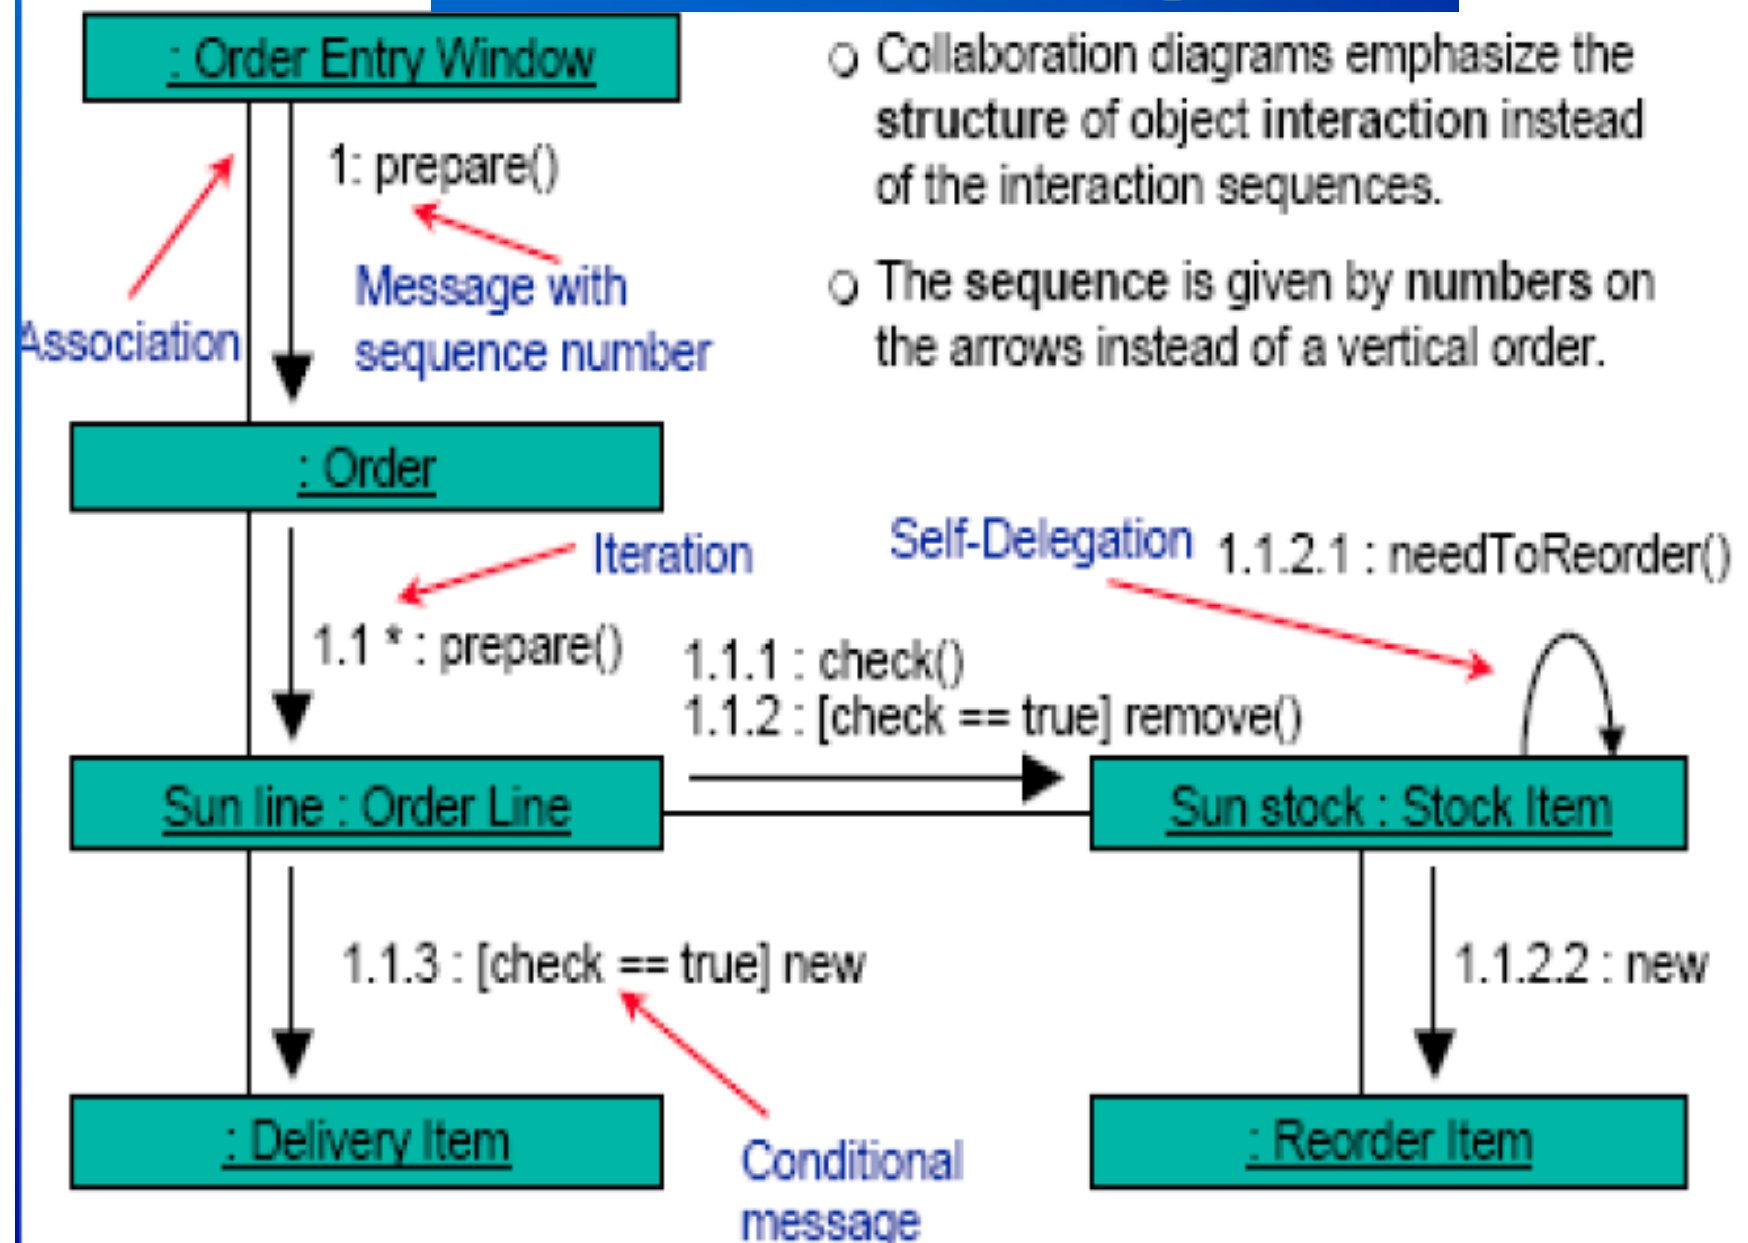 : Order Entry Window
1: prepare()
Association
Message with
sequence number
○ Collaboration diagrams emphasize the
structure of object interaction instead
of the interaction sequences.
○ The sequence is given by numbers on
the arrows instead of a vertical order.
: Order
Iteration
Self-Delegation
1.1.2.1 : needToReorder()
1.1 * : prepare()
1.1.1 : check()
1.1.2 : [check == true] remove()
Sun line : Order Line
Sun stock : Stock Item
1.1.3 : [check == true] new
1.1.2.2 : new
: Delivery Item
Conditional
message
: Reorder Item